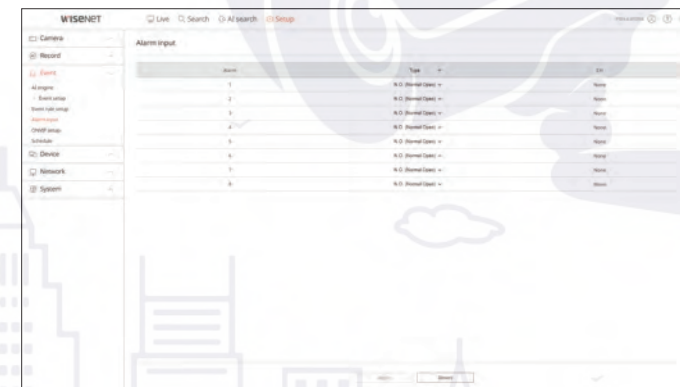 WISENET
Live Search AI search Setup
Camera
Alarm input
Record
Event
Alarm Type CH
AI engine
1 N.O. (Normal Open) None
Event setup
2 N.O. (Normal Open) None
Event rule setup
Alarm input
3 N.O. (Normal Open) None
ONVIF setup
4 N.O. (Normal Open) None
Schedule
5 N.O. (Normal Open) None
Device
6 N.O. (Normal Open) None
Network
7 N.O. (Normal Open) None
System
8 N.O. (Normal Open) None